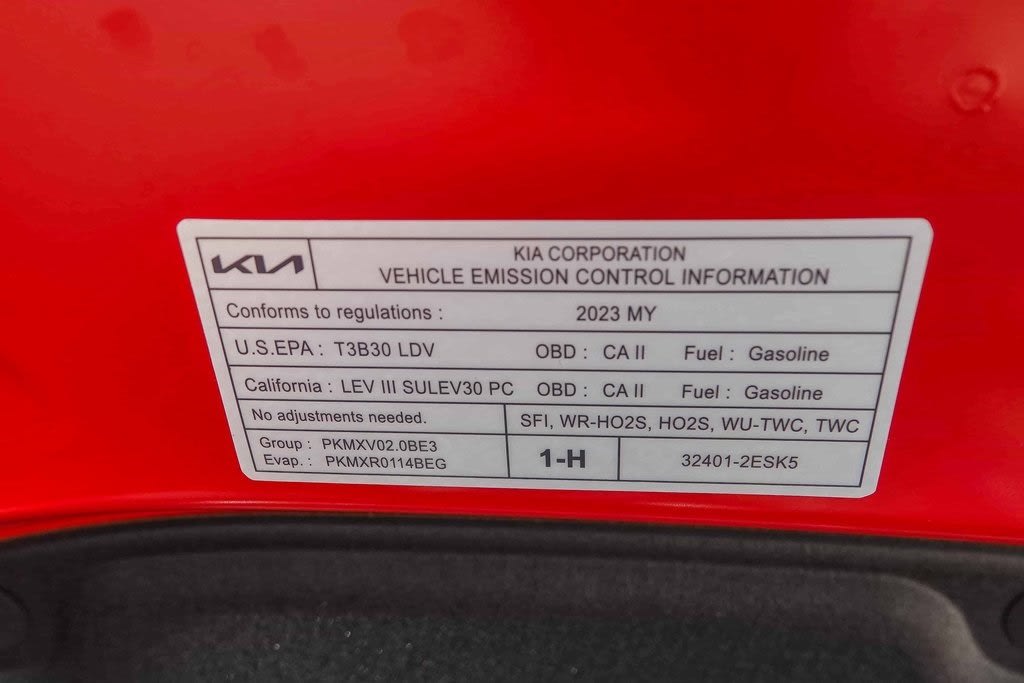 KIA
KIA CORPORATION
VEHICLE EMISSION CONTROL INFORMATION
Conforms to regulations : 2023 MY
U.S.EPA : T3B30 LDV OBD : CA II Fuel : Gasoline
California : LEV III SULEV30 PC OBD : CA II Fuel : Gasoline
No adjustments needed.
SFI, WR-HO2S, HO2S, WU-TWC, TWC
Group : PKMXV02.0BE3
Evap. : PKMXR0114BEG
1-H
32401-2ESK5